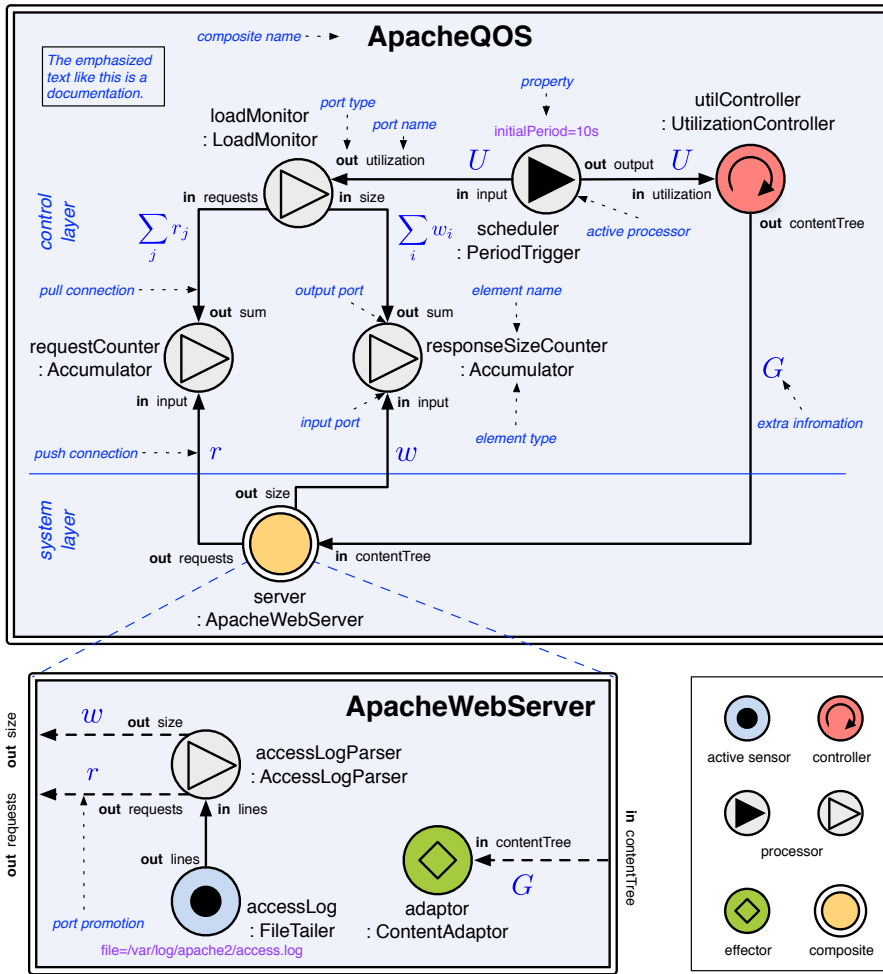 composite name
ApacheQOS
The emphasized
text like this is a
documentation.
property
port type
port name
loadMonitor
: LoadMonitor
initialPeriod=10s
utilController
: UtilizationController
out utilization
U
out output
U
in requests
in size
in input
in utilization
control
layer
∑ j r j
∑ i w i
scheduler
: PeriodTrigger
active processor
out contentTree
pull connection
output port
element name
out sum
out sum
requestCounter
: Accumulator
responseSizeCounter
: Accumulator
G
in input
in input
input port
element type
extra infromation
push connection
r
w
out size
system
layer
out requests
in contentTree
server
: ApacheWebServer
ApacheWebServer
out size
w
out size
accessLogParser
: AccessLogParser
r
out requests
out requests
in lines
out lines
in contentTree
in contentTree
G
port promotion
accessLog
: FileTailer
adaptor
: ContentAdaptor
file=/var/log/apache2/access.log
active sensor
controller
processor
effector
composite